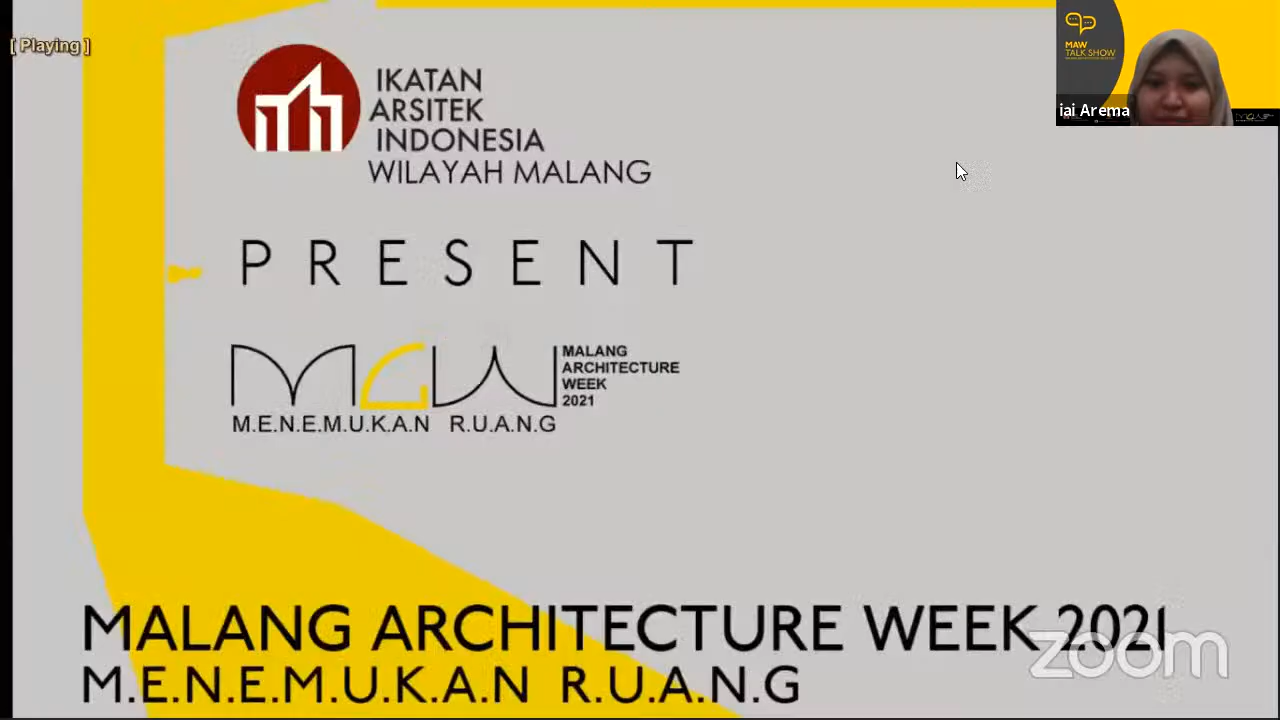 [ Playing ]
IKATAN
ARSITEK
INDONESIA
WILAYAH MALANG
PRESENT
MALANG
ARCHITECTURE
WEEK
2021
M.E.N.E.M.U.K.A.N R.U.A.N.G
MALANG ARCHITECTURE WEEK 2021
M.E.N.E.M.U.K.A.N R.U.A.N.G
MAW
TALK SHOW
iai Arema
zoom